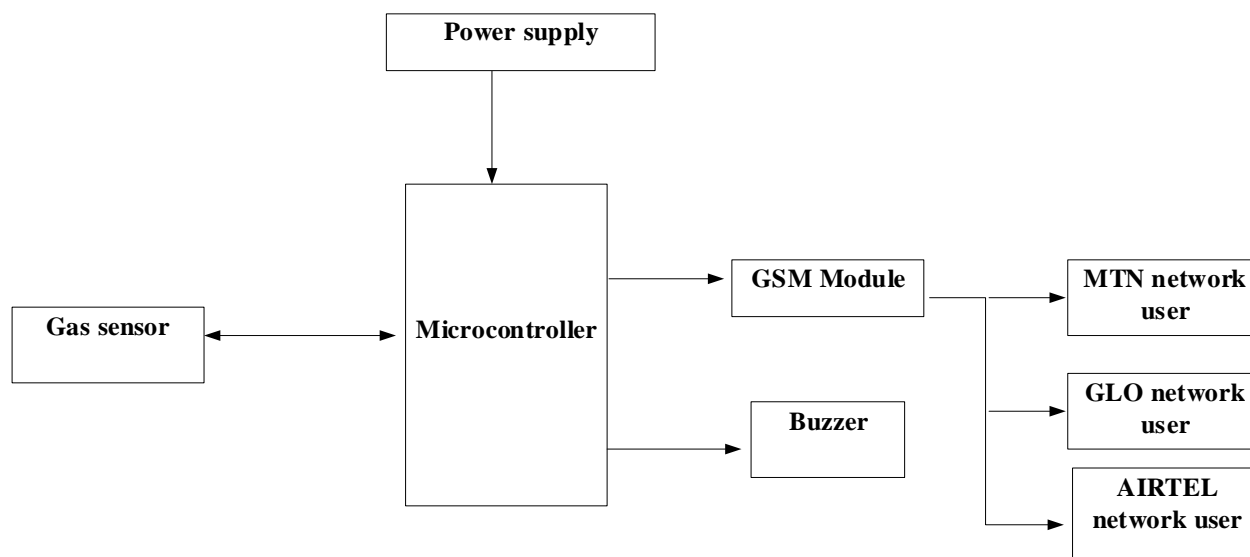 Power supply
GSM Module
MTN network
user
Gas sensor
Microcontroller
GLO network
user
Buzzer
AIRTEL
network user